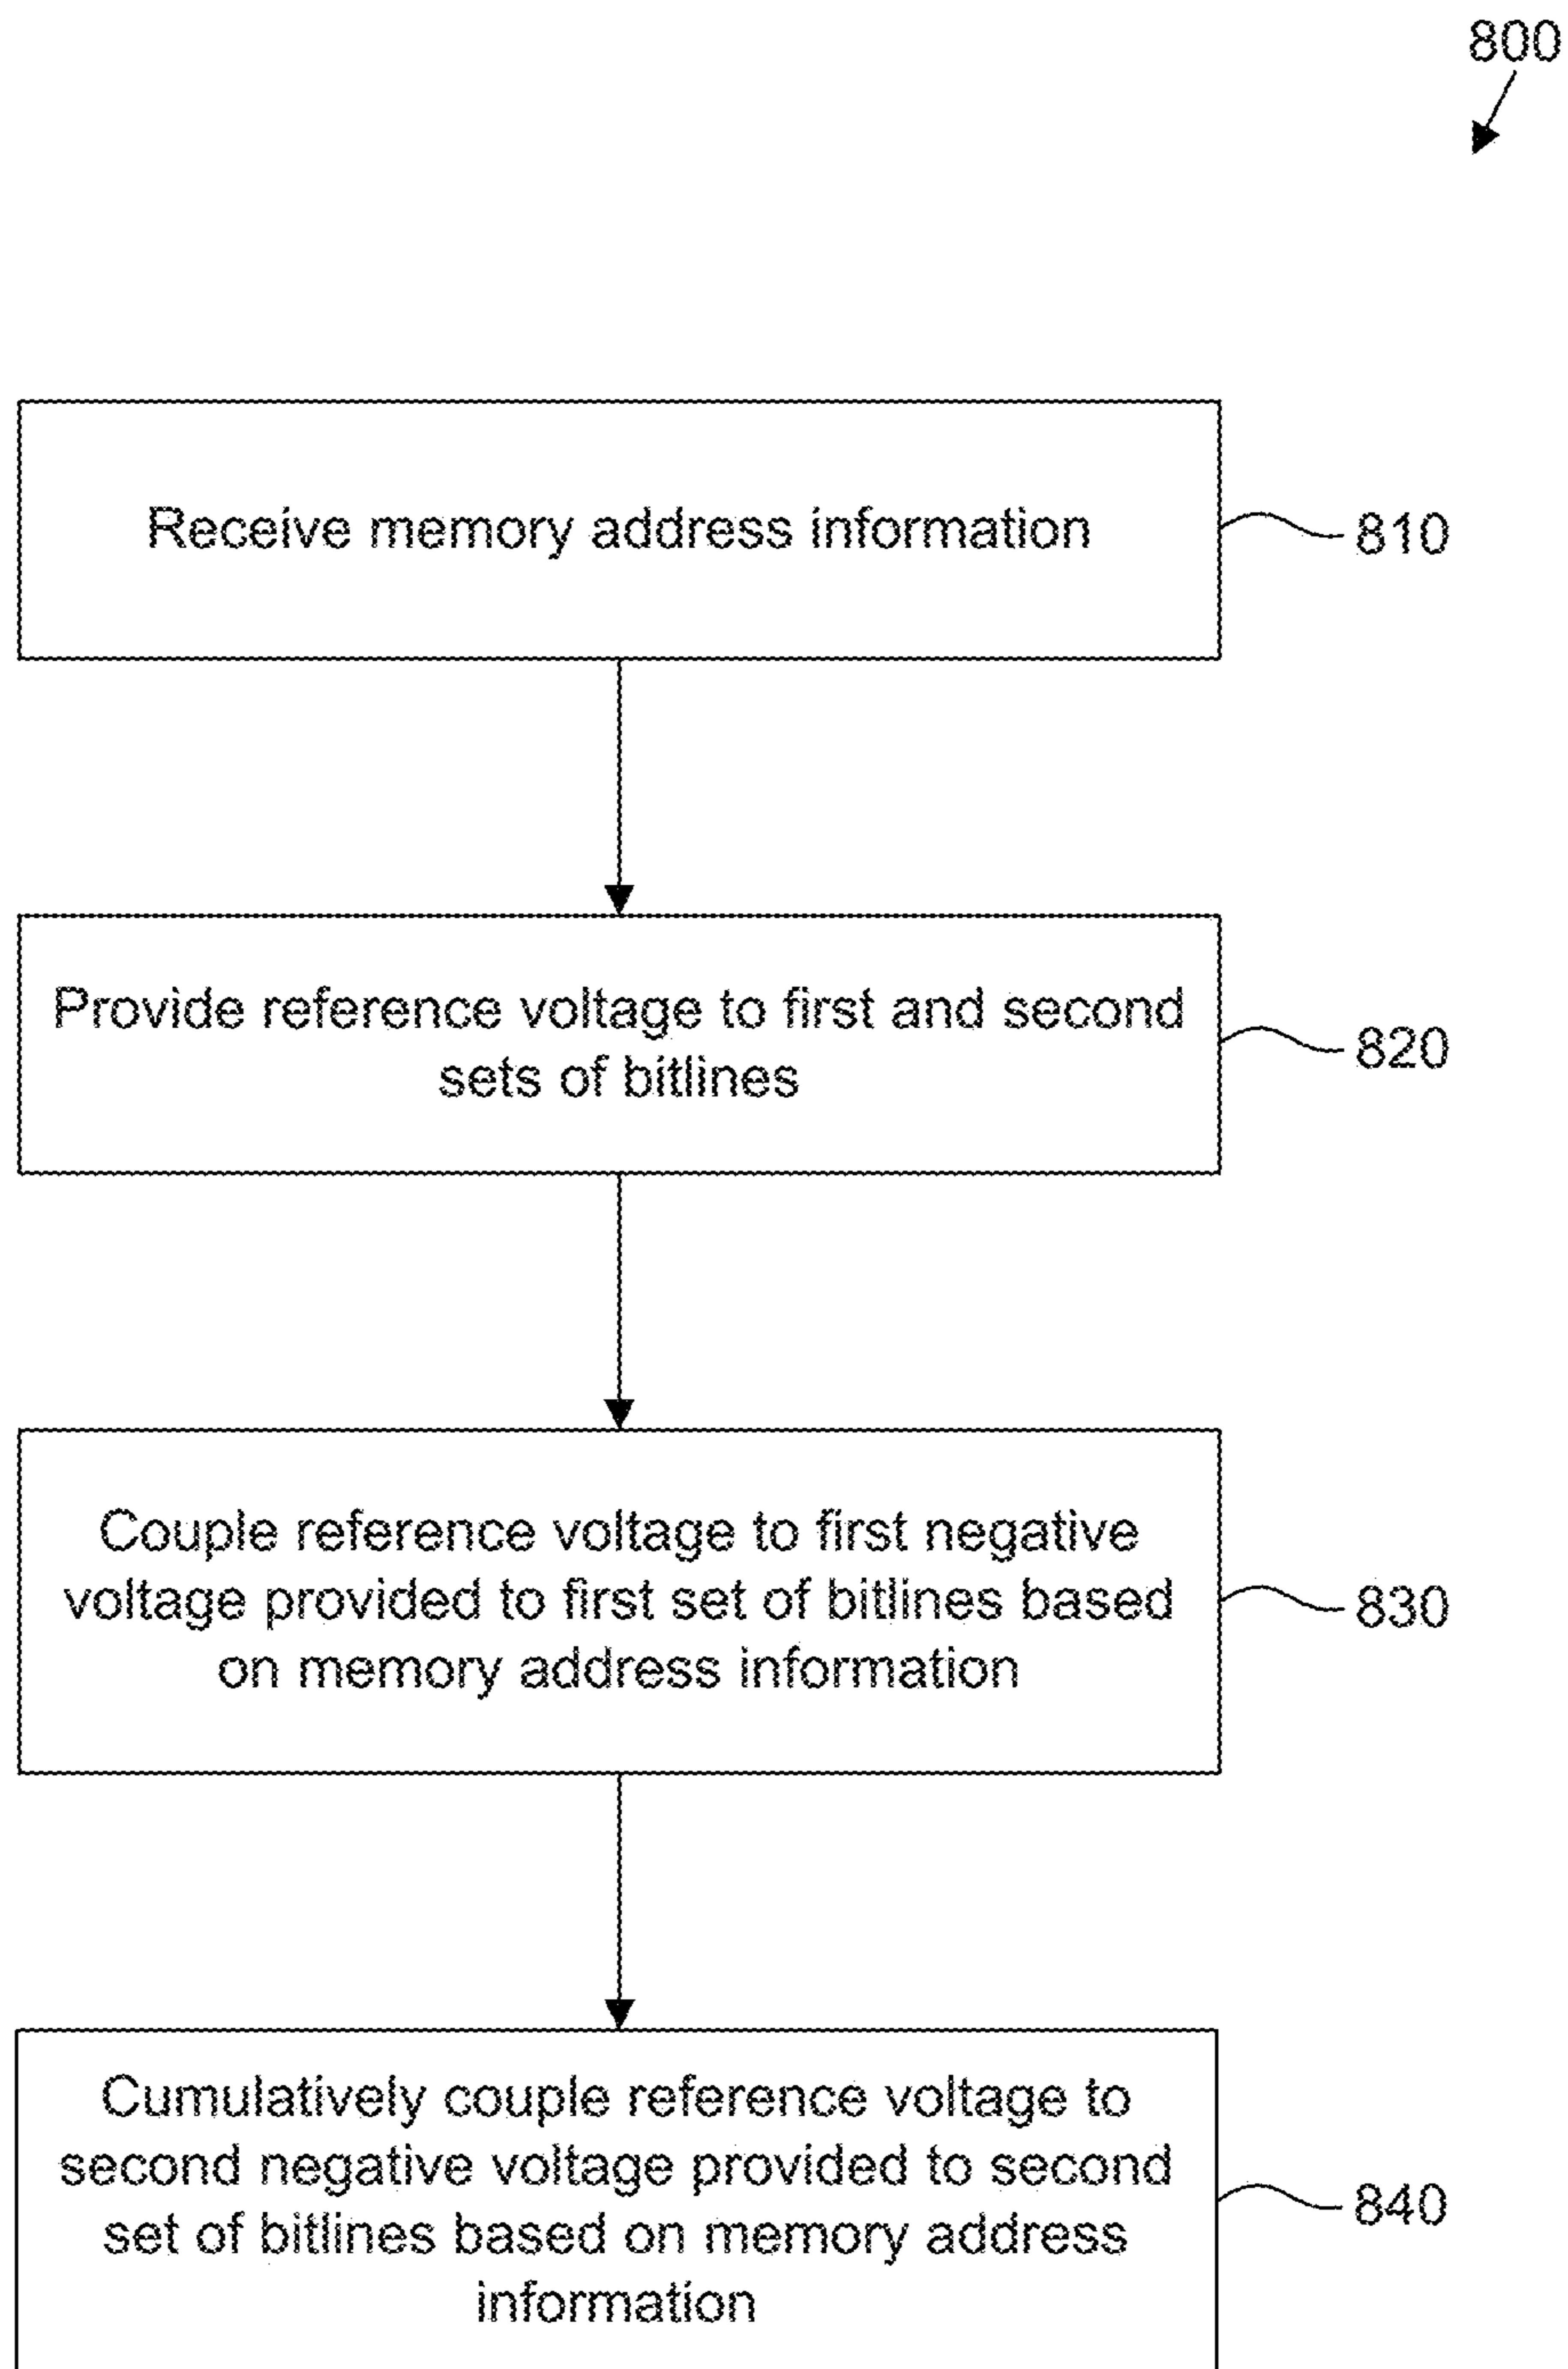 800
Receive memory address information
810
Provide reference voltage to first and second
sets of bitlines
820
Couple reference voltage to first negative
voltage provided to first set of bitlines based
on memory address information
830
Cumulatively couple reference voltage to
second negative voltage provided to second
set of bitlines based on memory address
information
840